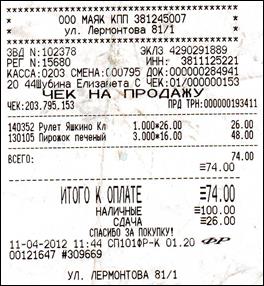 ООО МАЯК КПП 381245007
ул. Лермонтова 81/1
ЗВД N:102378 ЭКЛЗ 4290291889
РЕГ N:15680 ИНН: 3811125221
КАССА:0203 СМЕНА:000795 ДОК:000000284941
20 44Шубина Елизавета С ЧЕК:01/000000153
ЧЕК НА ПРОДАЖУ
ЧЕК:203.795.153 ПРД ТРН:000000193411
140352 Рулет Яшкино Кл 1.000*26.00 26.00
130105 Пирожок печеный 3.000*16.00 48.00
ВСЕГО: 74.00
≡74.00
ИТОГО К ОПЛАТЕ ≡74.00
НАЛИЧНЫЕ ≡100.00
СДАЧА ≡26.00
СПАСИБО ЗА ПОКУПКУ!
11-04-2012 11:44 СП101ФР-К 01.20 ФР
00121647 #309669
ул. ЛЕРМОНТОВА 81/1